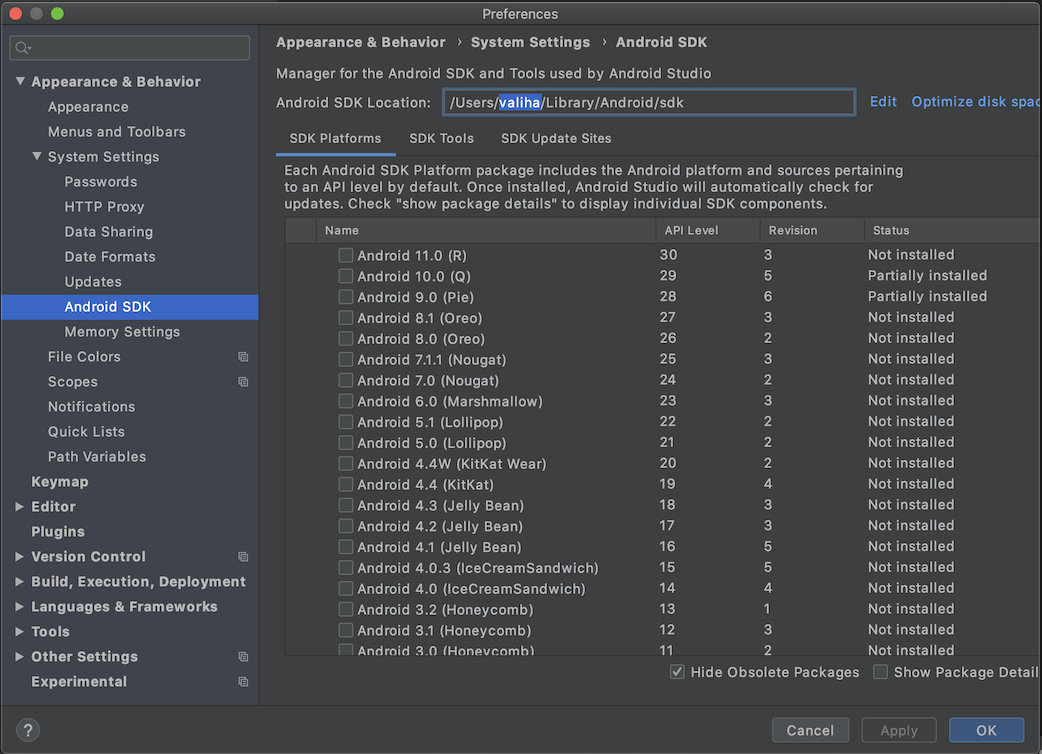 Preferences
Appearance & Behavior
Appearance
Menus and Toolbars
System Settings
Passwords
HTTP Proxy
Data Sharing
Date Formats
Updates
Android SDK
Memory Settings
File Colors
Scopes
Notifications
Quick Lists
Path Variables
Keymap
Editor
Plugins
Version Control
Build, Execution, Deployment
Languages & Frameworks
Tools
Other Settings
Experimental
Appearance & Behavior › System Settings › Android SDK
Manager for the Android SDK and Tools used by Android Studio
Android SDK Location: /Users/valiha/Library/Android/sdk Edit Optimize disk spac
SDK Platforms SDK Tools SDK Update Sites
Each Android SDK Platform package includes the Android platform and sources pertaining
to an API level by default. Once installed, Android Studio will automatically check for
updates. Check "show package details" to display individual SDK components.
Name API Level Revision Status
Android 11.0 (R) 30 3 Not installed
Android 10.0 (Q) 29 5 Partially installed
Android 9.0 (Pie) 28 6 Partially installed
Android 8.1 (Oreo) 27 3 Not installed
Android 8.0 (Oreo) 26 2 Not installed
Android 7.1.1 (Nougat) 25 3 Not installed
Android 7.0 (Nougat) 24 2 Not installed
Android 6.0 (Marshmallow) 23 3 Not installed
Android 5.1 (Lollipop) 22 2 Not installed
Android 5.0 (Lollipop) 21 2 Not installed
Android 4.4W (KitKat Wear) 20 2 Not installed
Android 4.4 (KitKat) 19 4 Not installed
Android 4.3 (Jelly Bean) 18 3 Not installed
Android 4.2 (Jelly Bean) 17 3 Not installed
Android 4.1 (Jelly Bean) 16 5 Not installed
Android 4.0.3 (IceCreamSandwich) 15 5 Not installed
Android 4.0 (IceCreamSandwich) 14 4 Not installed
Android 3.2 (Honeycomb) 13 1 Not installed
Android 3.1 (Honeycomb) 12 3 Not installed
Android 3.0 (Honeycomb) 11 2 Not installed
Hide Obsolete Packages Show Package Detail
? Cancel Apply OK